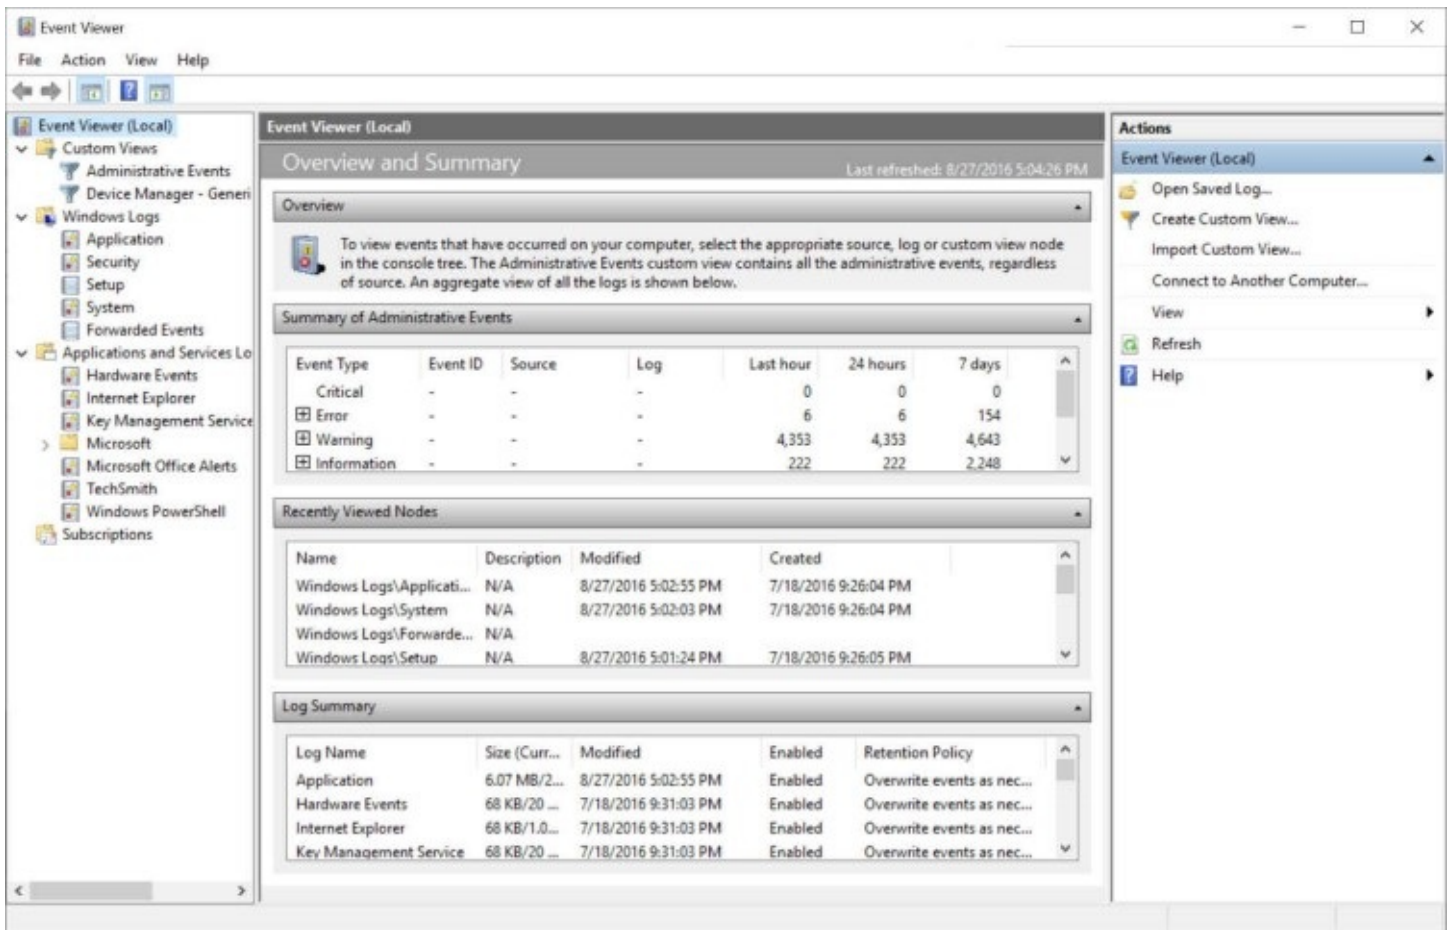 Event Viewer
File Action View Help
Event Viewer (Local)
Custom Views
Administrative Events
Device Manager - Generi
Windows Logs
Application
Security
Setup
System
Forwarded Events
Applications and Services Lo
Hardware Events
Internet Explorer
Key Management Service
Microsoft
Microsoft Office Alerts
TechSmith
Windows PowerShell
Subscriptions
Event Viewer (Local)
Overview and Summary Last refreshed: 8/27/2016 5:04:26 PM
Overview
To view events that have occurred on your computer, select the appropriate source, log or custom view node
in the console tree. The Administrative Events custom view contains all the administrative events, regardless
of source. An aggregate view of all the logs is shown below.
Summary of Administrative Events
Event Type Event ID Source Log Last hour 24 hours 7 days
Critical - - - 0 0 0
Error - - - 6 6 154
Warning - - - 4,353 4,353 4,643
Information - - - 222 222 2,248
Recently Viewed Nodes
Name Description Modified Created
Windows Logs\Applicati... N/A 8/27/2016 5:02:55 PM 7/18/2016 9:26:04 PM
Windows Logs\System N/A 8/27/2016 5:02:03 PM 7/18/2016 9:26:04 PM
Windows Logs\Forwarde... N/A
Windows Logs\Setup N/A 8/27/2016 5:01:24 PM 7/18/2016 9:26:05 PM
Log Summary
Log Name Size (Curr... Modified Enabled Retention Policy
Application 6.07 MB/2... 8/27/2016 5:02:55 PM Enabled Overwrite events as nec...
Hardware Events 68 KB/20 ... 7/18/2016 9:31:03 PM Enabled Overwrite events as nec...
Internet Explorer 68 KB/1.0... 7/18/2016 9:31:03 PM Enabled Overwrite events as nec...
Key Management Service 68 KB/20 ... 7/18/2016 9:31:03 PM Enabled Overwrite events as nec...
Actions
Event Viewer (Local)
Open Saved Log...
Create Custom View...
Import Custom View...
Connect to Another Computer...
View
Refresh
Help